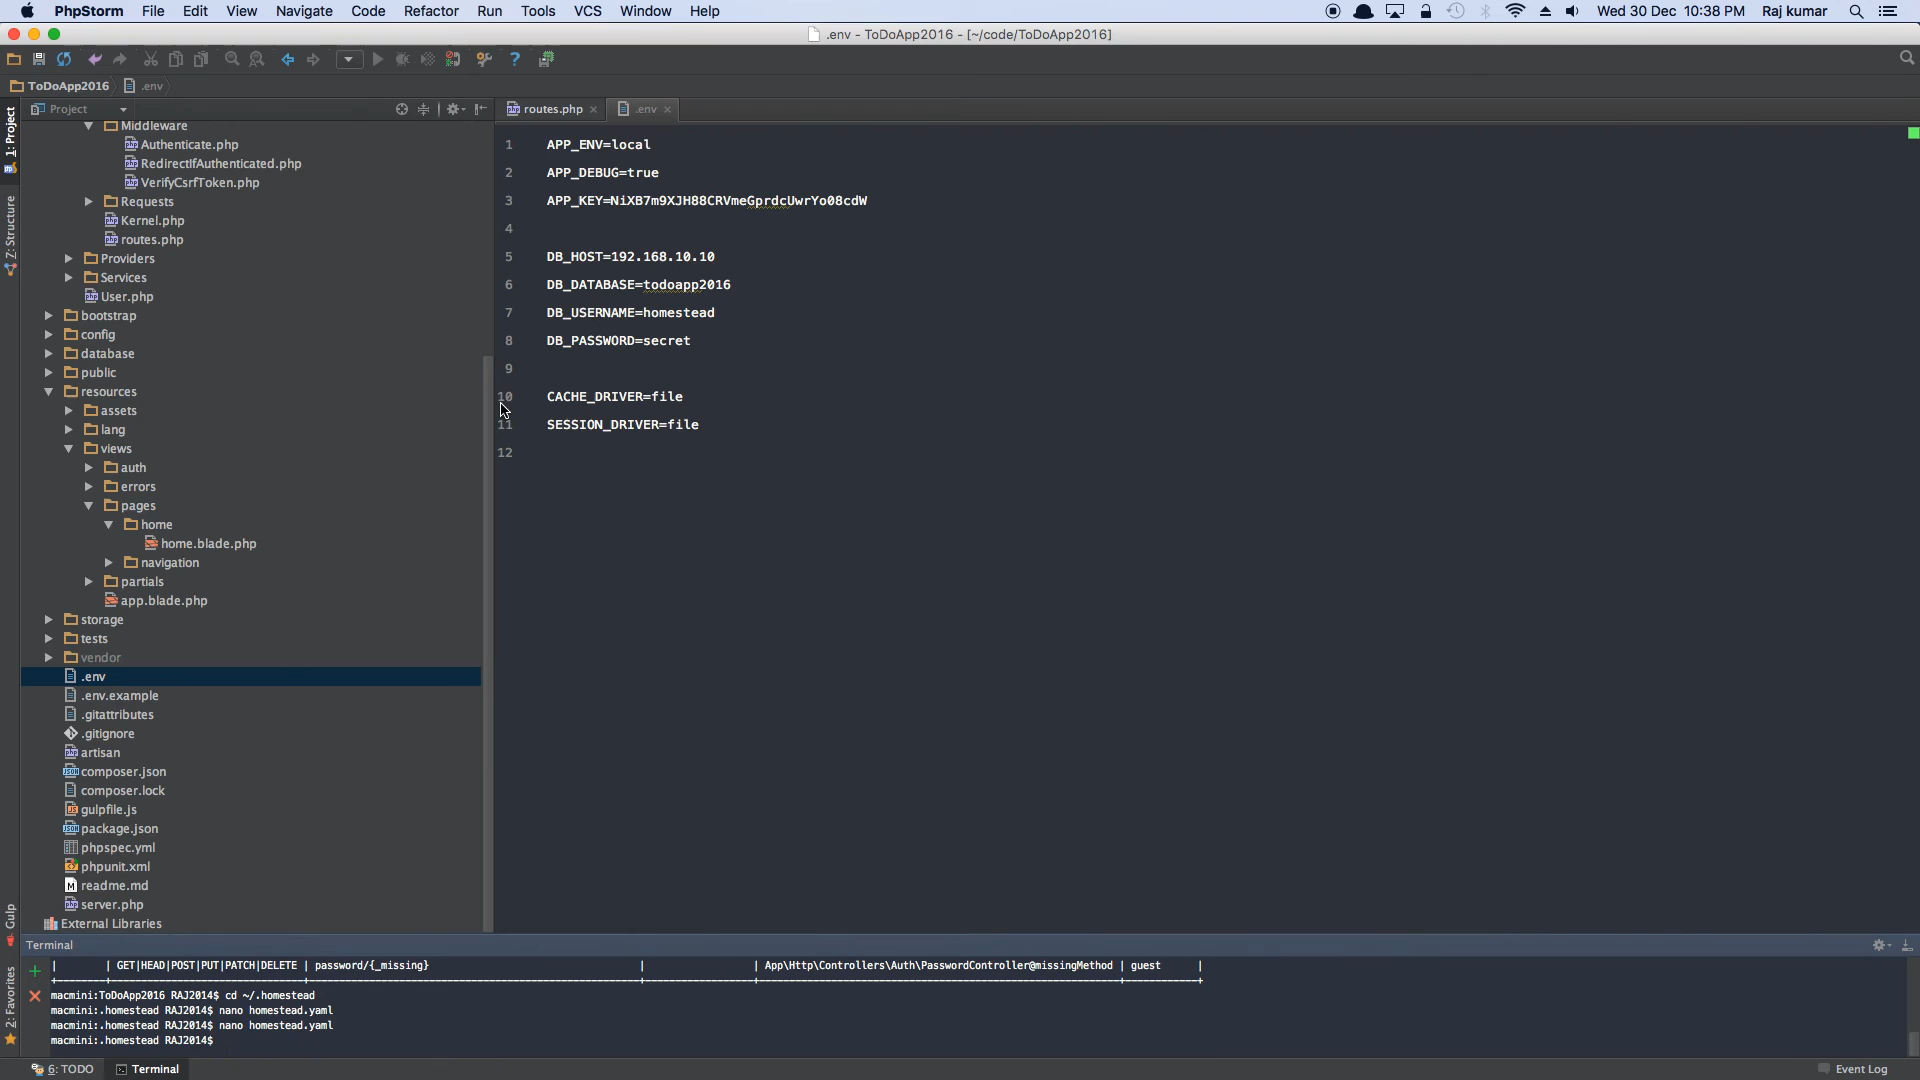 PhpStorm File Edit View Navigate Code Refactor Run Tools VCS Window Help Wed 30 Dec 10:38 PM Raj kumar
.env - ToDoApp2016 - [~/code/ToDoApp2016]
ToDoApp2016 .env
Project
routes.php
.env
1: Project
Z: Structure
Gulp
2: Favorites
Middleware
Authenticate.php
RedirectIfAuthenticated.php
VerifyCsrfToken.php
Requests
Kernel.php
routes.php
Providers
Services
User.php
bootstrap
config
database
public
resources
assets
lang
views
auth
errors
pages
home
home.blade.php
navigation
partials
app.blade.php
storage
tests
vendor
.env
.env.example
.gitattributes
.gitignore
artisan
composer.json
composer.lock
gulpfile.js
package.json
phpspec.yml
phpunit.xml
readme.md
server.php
External Libraries
1 APP_ENV=local
2 APP_DEBUG=true
3 APP_KEY=NiXB7m9XJH88CRVmeGprdcUwrYo08cdW
4
5 DB_HOST=192.168.10.10
6 DB_DATABASE=todoapp2016
7 DB_USERNAME=homestead
8 DB_PASSWORD=secret
9
10 CACHE_DRIVER=file
11 SESSION_DRIVER=file
12
Terminal
| | GET|HEAD|POST|PUT|PATCH|DELETE | password/{_missing} | | App\Http\Controllers\Auth\PasswordController@missingMethod | guest |
macmini:ToDoApp2016 RAJ2014$ cd ~/.homestead
macmini:.homestead RAJ2014$ nano homestead.yaml
macmini:.homestead RAJ2014$ nano homestead.yaml
macmini:.homestead RAJ2014$
6: TODO Terminal Event Log